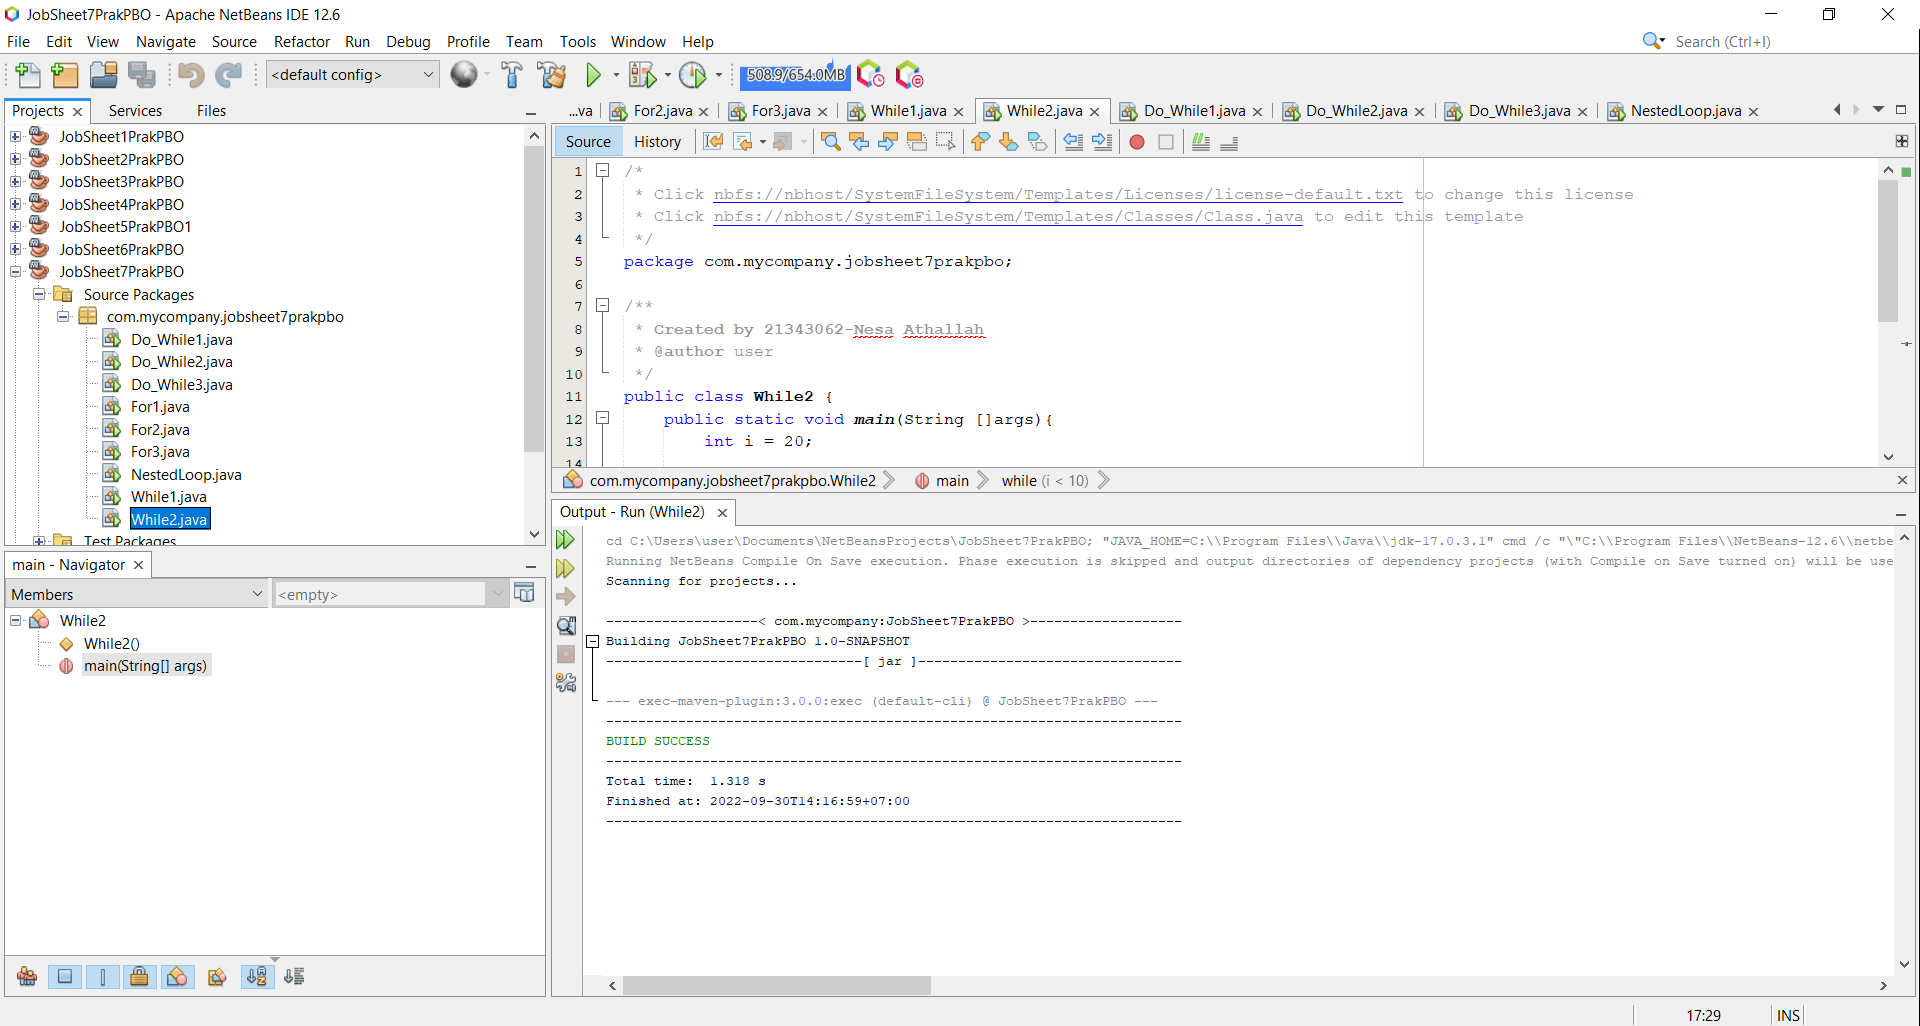 JobSheet7PrakPBO - Apache NetBeans IDE 12.6
File Edit View Navigate Source Refactor Run Debug Profile Team Tools Window Help
Search (Ctrl+I)
<default config>
508.9/654.0MB
Projects Services Files
JobSheet1PrakPBO
JobSheet2PrakPBO
JobSheet3PrakPBO
JobSheet4PrakPBO
JobSheet5PrakPBO1
JobSheet6PrakPBO
JobSheet7PrakPBO
Source Packages
com.mycompany.jobsheet7prakpbo
Do_While1.java
Do_While2.java
Do_While3.java
For1.java
For2.java
For3.java
NestedLoop.java
While1.java
While2.java
Test Packages
main - Navigator
Members
<empty>
While2
While2()
main(String[] args)
...va For2.java For3.java While1.java While2.java Do_While1.java Do_While2.java Do_While3.java NestedLoop.java
Source History
1 /*
2 * Click nbfs://nbhost/SystemFileSystem/Templates/Licenses/license-default.txt to change this license
3 * Click nbfs://nbhost/SystemFileSystem/Templates/Classes/Class.java to edit this template
4 */
5 package com.mycompany.jobsheet7prakpbo;
6
7 /**
8 * Created by 21343062-Nesa Athallah
9 * @author user
10 */
11 public class While2 {
12 public static void main(String []args){
13 int i = 20;
14
com.mycompany.jobsheet7prakpbo.While2 main while (i < 10)
Output - Run (While2)
cd C:\Users\user\Documents\NetBeansProjects\JobSheet7PrakPBO; "JAVA_HOME=C:\\Program Files\\Java\\jdk-17.0.3.1" cmd /c "\"C:\\Program Files\\NetBeans-12.6\\netbe
Running NetBeans Compile On Save execution. Phase execution is skipped and output directories of dependency projects (with Compile on Save turned on) will be use
Scanning for projects...
-------------------< com.mycompany:JobSheet7PrakPBO >-------------------
Building JobSheet7PrakPBO 1.0-SNAPSHOT
--------------------------------[ jar ]---------------------------------
--- exec-maven-plugin:3.0.0:exec (default-cli) @ JobSheet7PrakPBO ---
------------------------------------------------------------------------
BUILD SUCCESS
------------------------------------------------------------------------
Total time:  1.318 s
Finished at: 2022-09-30T14:16:59+07:00
------------------------------------------------------------------------
17:29 INS